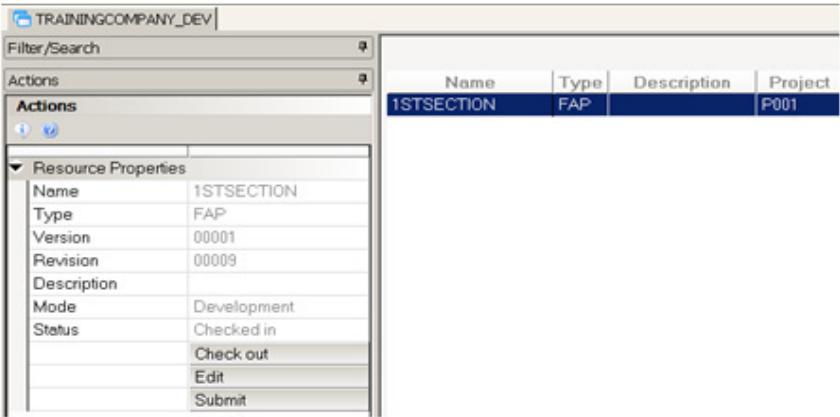 TRAININGCOMPANY_DEV
Filter/Search
Actions
Actions
Resource Properties
Name 1STSECTION
Type FAP
Version 00001
Revision 00009
Description
Mode Development
Status Checked in
Check out
Edit
Submit
Name Type Description Project
1STSECTION FAP P001